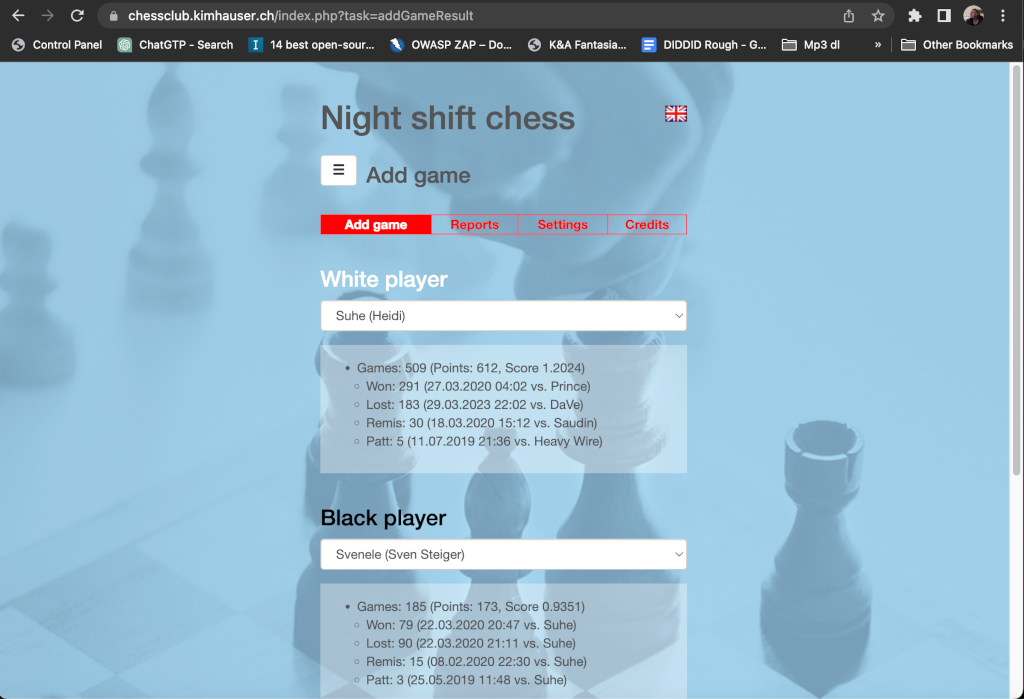 chessclub.kimhauser.ch/index.php?task=addGameResult
Control Panel ChatGTP - Search 14 best open-sour... OWASP ZAP – Do... K&A Fantasia... DIDDID Rough - G... Mp3 dl » Other Bookmarks
Night shift chess
☰ Add game
Add game Reports Settings Credits
White player
Suhe (Heidi)
• Games: 509 (Points: 612, Score 1.2024)
◦ Won: 291 (27.03.2020 04:02 vs. Prince)
◦ Lost: 183 (29.03.2023 22:02 vs. DaVe)
◦ Remis: 30 (18.03.2020 15:12 vs. Saudin)
◦ Patt: 5 (11.07.2019 21:36 vs. Heavy Wire)
Black player
Svenele (Sven Steiger)
• Games: 185 (Points: 173, Score 0.9351)
◦ Won: 79 (22.03.2020 20:47 vs. Suhe)
◦ Lost: 90 (22.03.2020 21:11 vs. Suhe)
◦ Remis: 15 (08.02.2020 22:30 vs. Suhe)
◦ Patt: 3 (25.05.2019 11:48 vs. Suhe)